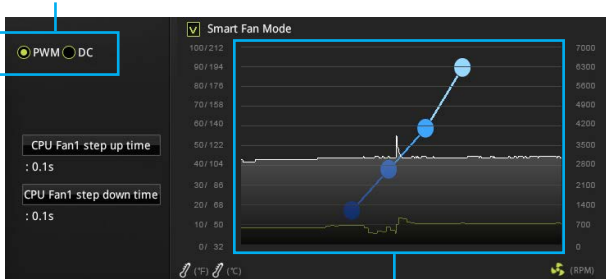 V Smart Fan Mode
PWM DC
100/212 7000
90/194 6300
80/176 5600
70/158 4900
60/140 4200
50/122 3500
CPU Fan1 step up time
40/104 2800
: 0.1s
30/ 86 2100
CPU Fan1 step down time
20/ 68 1400
: 0.1s
10/ 50 700
0/ 32 0
(°F) (°C) (RPM)